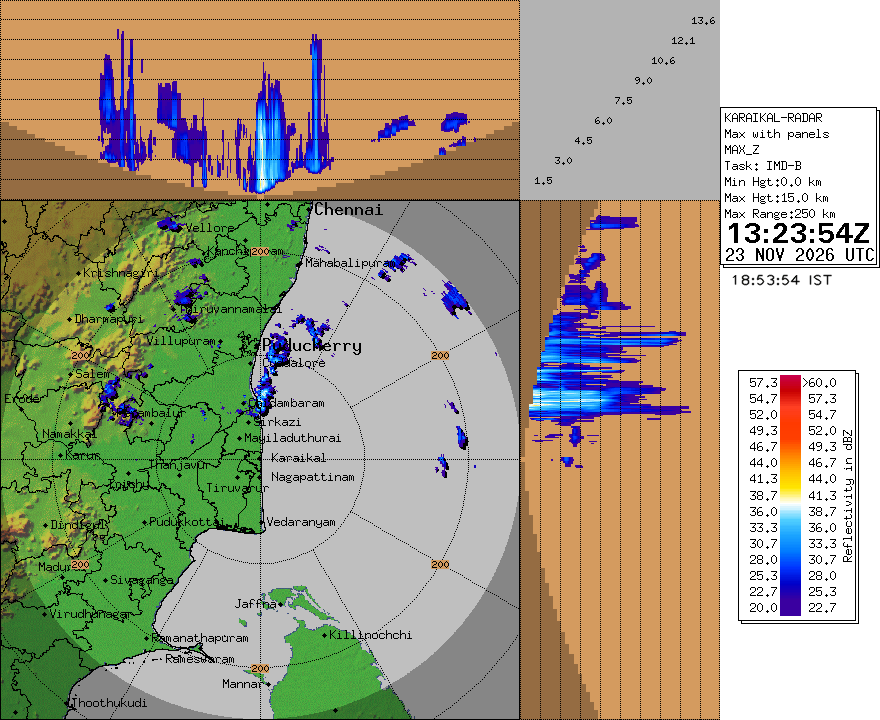 13.6
12.1
10.6
9.0
7.5
6.0
4.5
3.0
1.5
KARAIKAL-RADAR
Max with panels
MAX_Z
Task: IMD-B
Min Hgt:0.0 km
Max Hgt:15.0 km
Max Range:250 km
13:23:54Z
23 NOV 2026 UTC
18:53:54 IST
Chennai
Vellore
200
Mahabalipuram
Krishnagiri
Tiruvannamalai
Dharmapuri
Villupuram
Puducherry
200
200
Cuddalore
Salem
Erode
Chidambaram
Perambalur
Sirkazi
Namakkal
Mayiladuthurai
Karur
Karaikal
Thanjavur
Nagapattinam
Tiruvarur
Dindigul
Pudukkottai
Vedaranyam
200
200
Sivaganga
Jaffna
Virudhunagar
Ramanathapuram
Killinochchi
Rameswaram
200
Mannar
Thoothukudi
57.3 >60.0
54.7 57.3
52.0 54.7
49.3 52.0
46.7 49.3
44.0 46.7
41.3 44.0
38.7 41.3
36.0 38.7
33.3 36.0
30.7 33.3
28.0 30.7
25.3 28.0
22.7 25.3
20.0 22.7
Reflectivity in dBZ